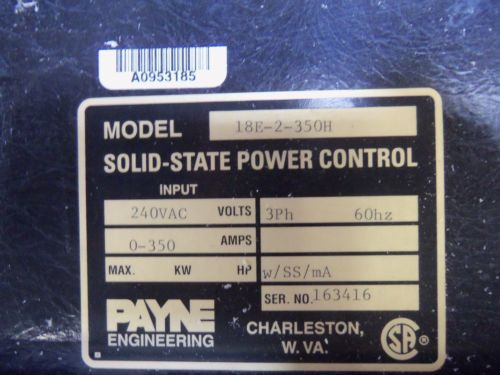 A0953185
MODEL 18E-2-350H
SOLID-STATE POWER CONTROL
INPUT
240VAC VOLTS 3Ph 60hz
0-350 AMPS
MAX. KW HP w/SS/mA
SER. NO. 163416
PAYNE
ENGINEERING
CHARLESTON,
W. VA.
SA ®